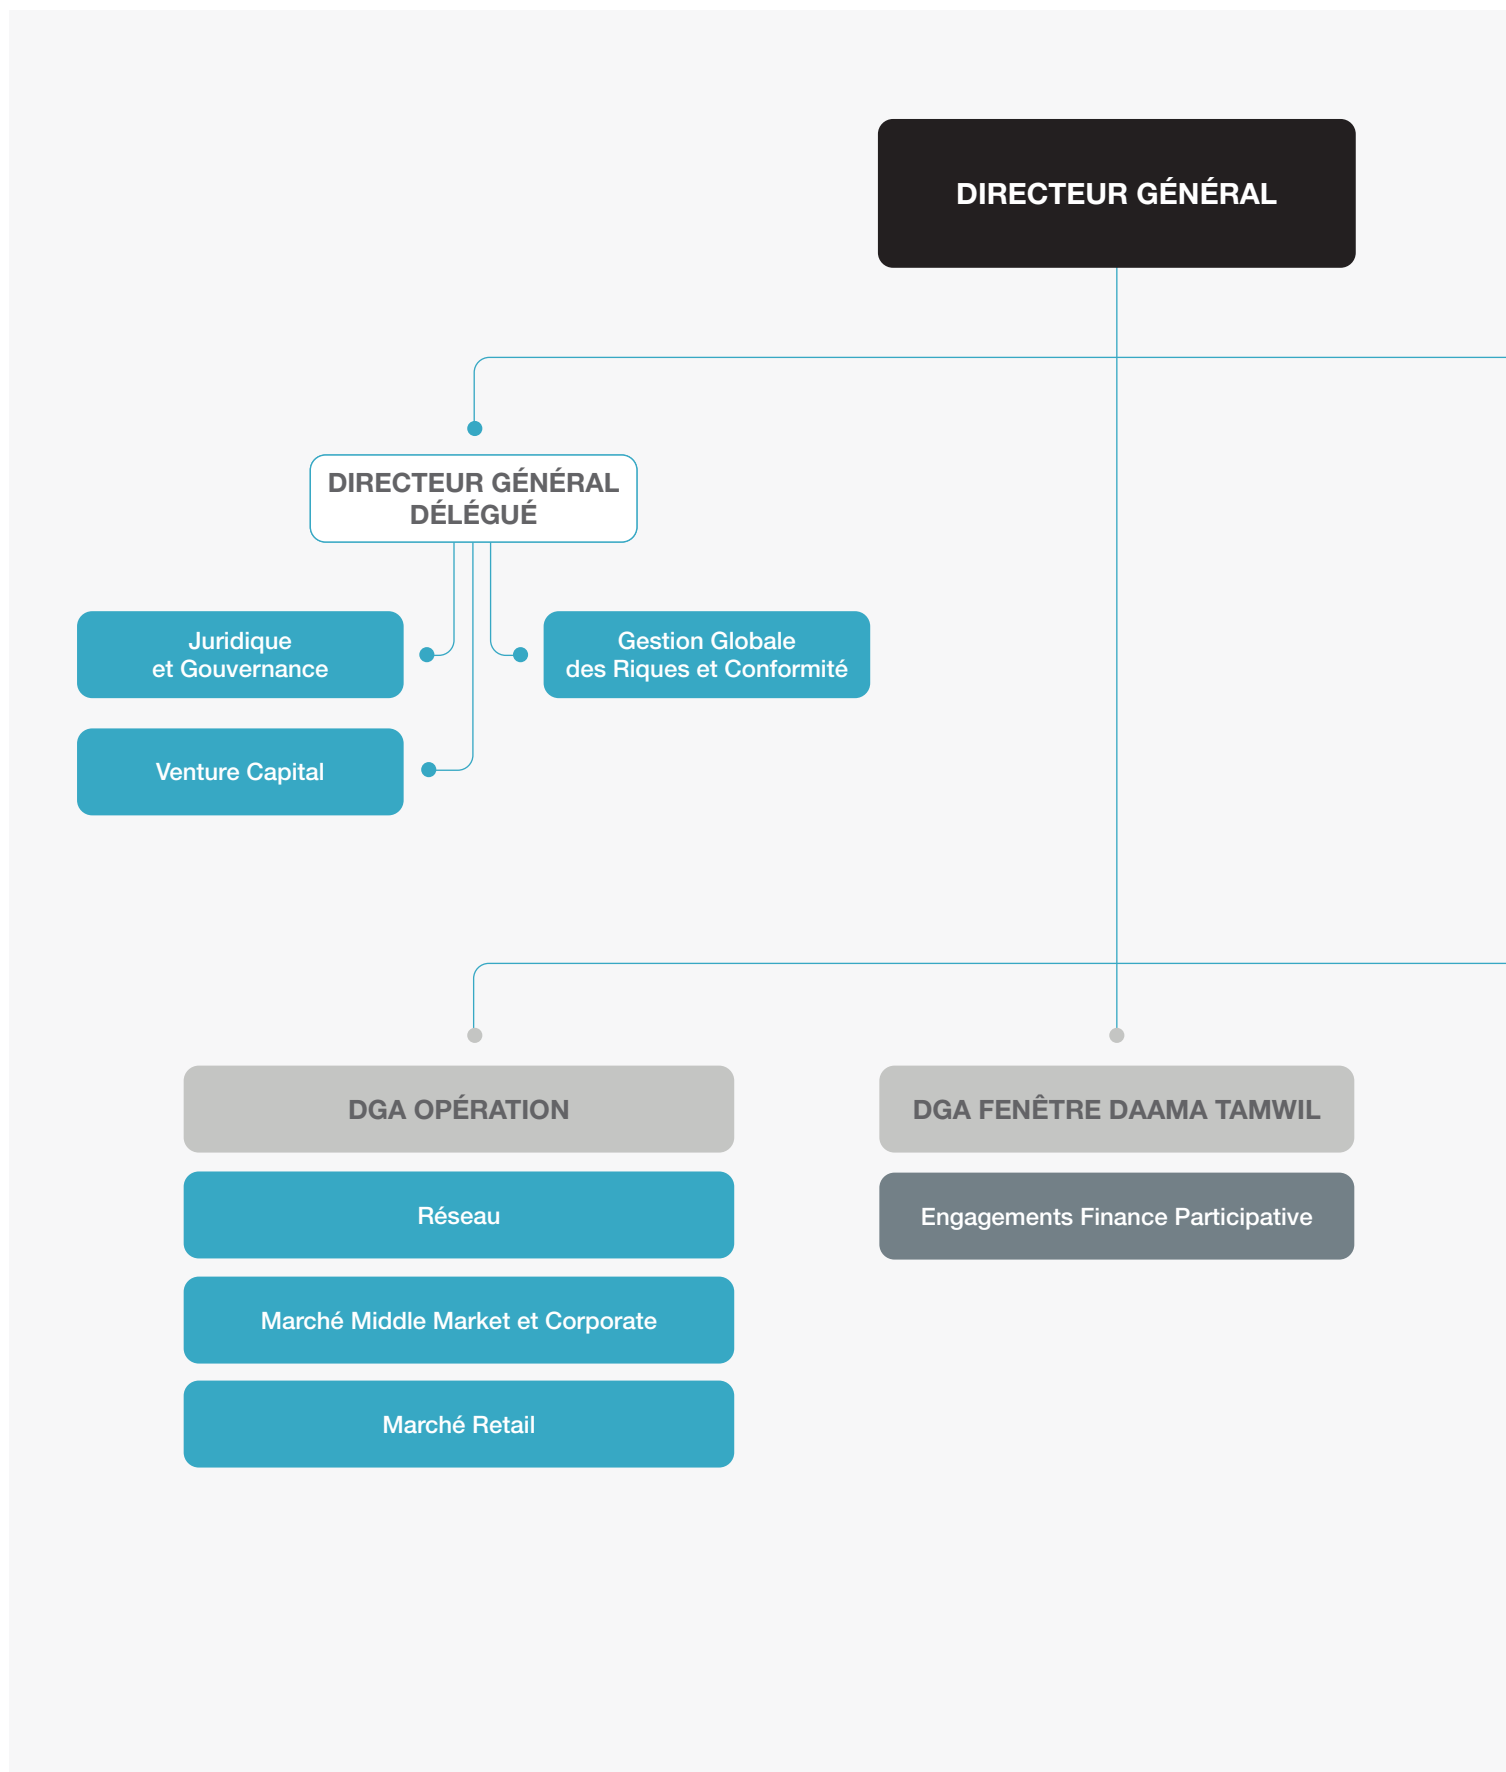 DIRECTEUR GÉNÉRAL
DIRECTEUR GÉNÉRAL
DÉLÉGUÉ
Juridique
et Gouvernance
Gestion Globale
des Riques et Conformité
Venture Capital
DGA OPÉRATION
Réseau
Marché Middle Market et Corporate
Marché Retail
DGA FENÊTRE DAAMA TAMWIL
Engagements Finance Participative